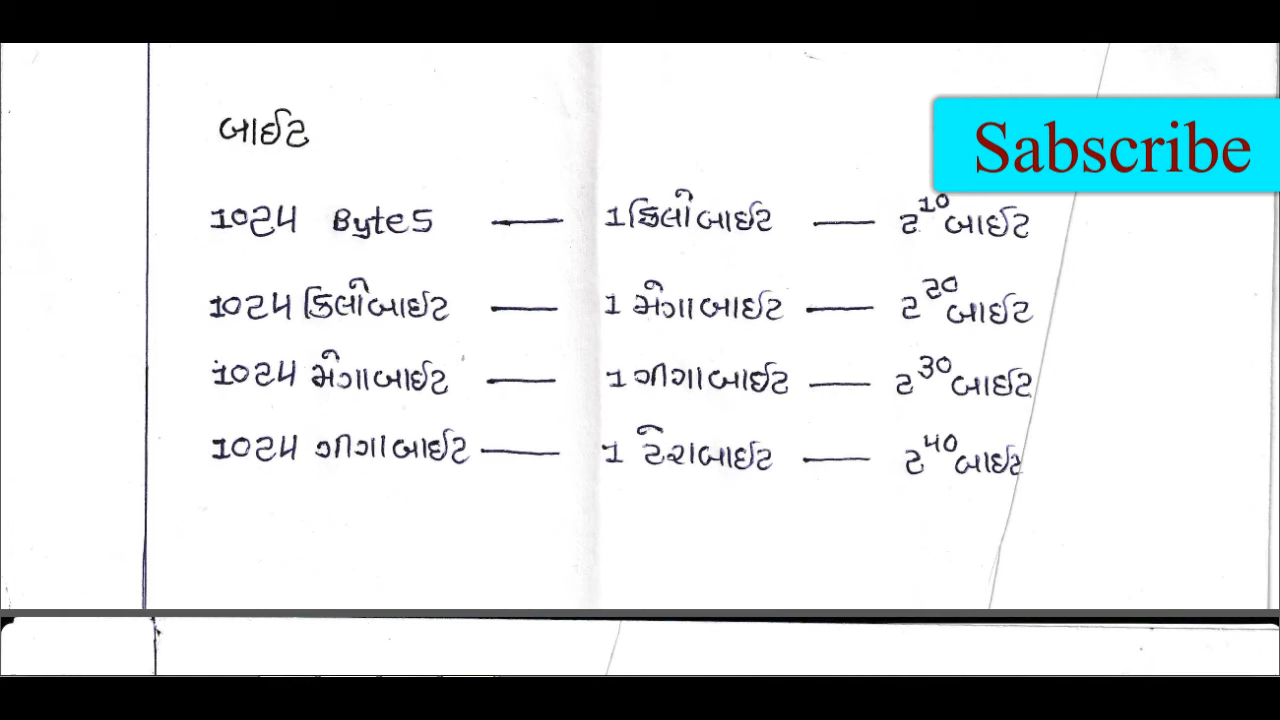 બાઈટ
Sabscribe
1024 Bytes — 1 કિલોબાઈટ — 2¹⁰ બાઈટ
1024 કિલોબાઈટ — 1 મેગાબાઈટ — 2²⁰ બાઈટ
1024 મેગાબાઈટ — 1 ગીગાબાઈટ — 2³⁰ બાઈટ
1024 ગીગાબાઈટ — 1 ટેરાબાઈટ — 2⁴⁰ બાઈટ